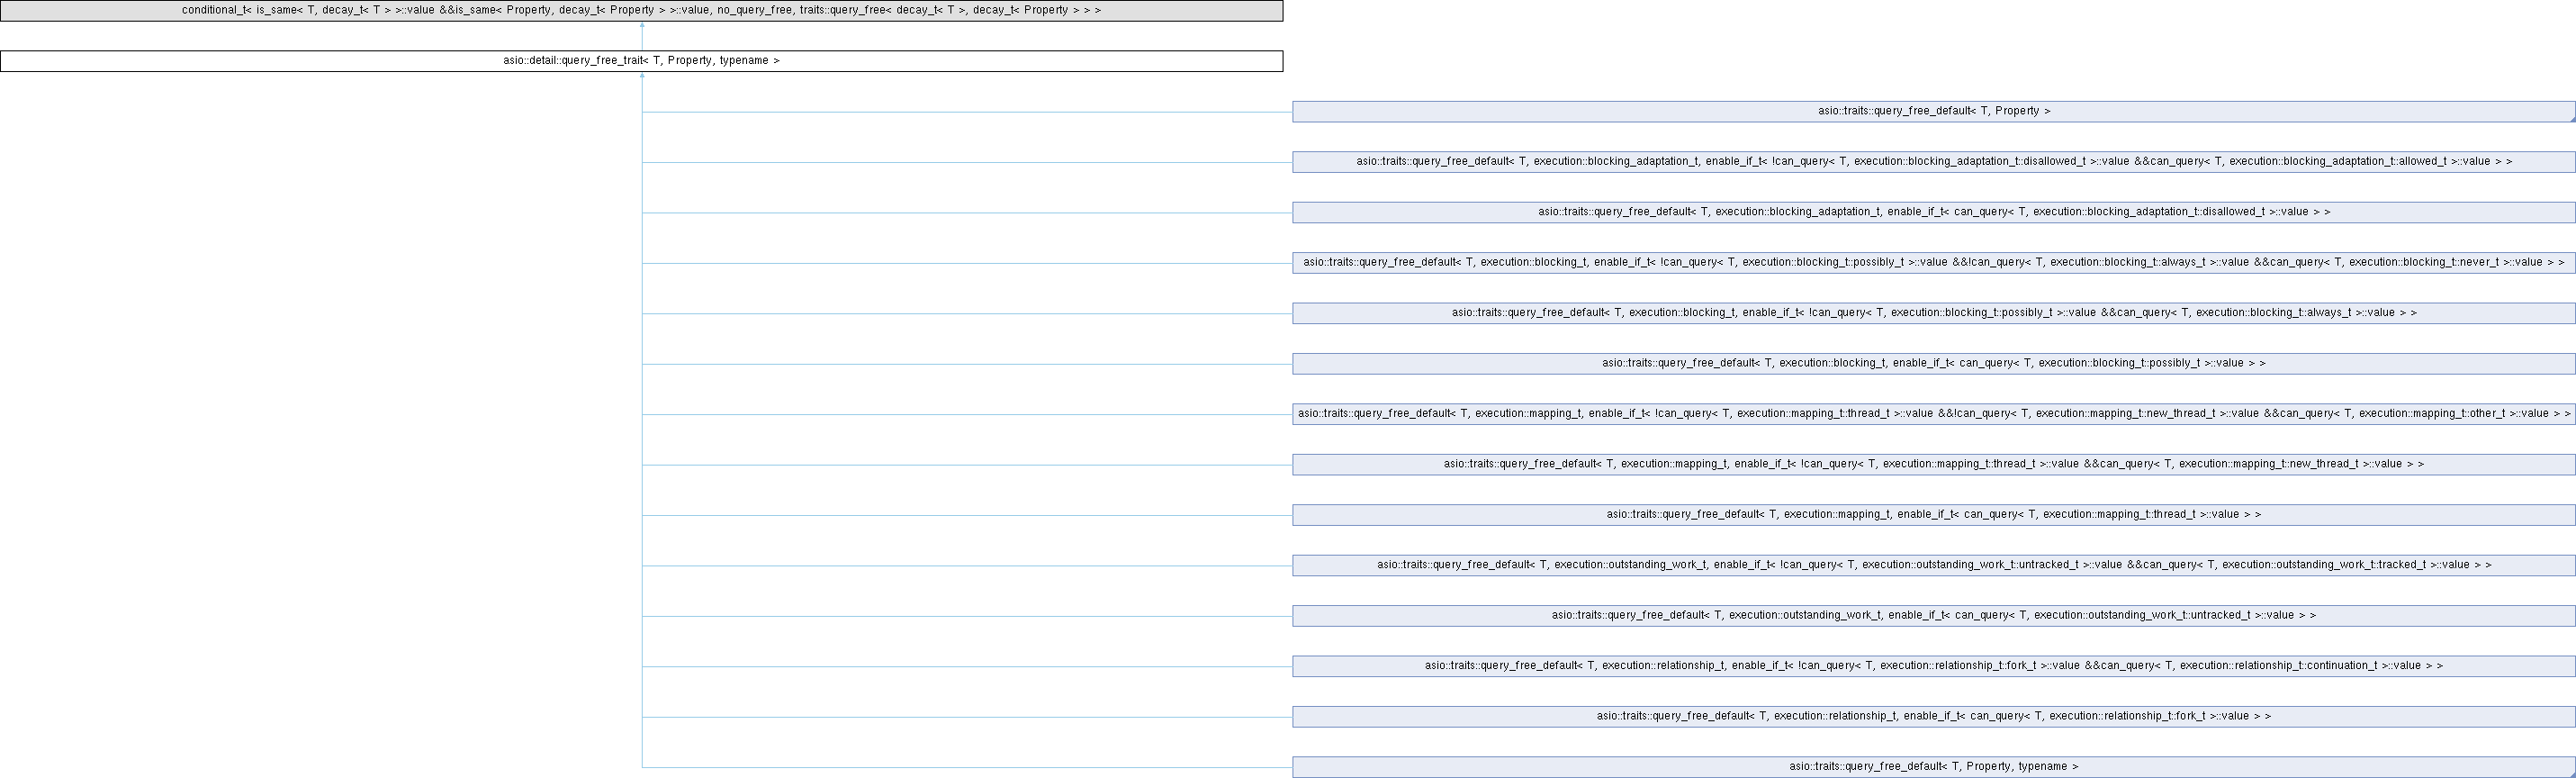 conditional_t< is_same< T, decay_t< T > >::value &&is_same< Property, decay_t< Property > >::value, no_query_free, traits::query_free< decay_t< T >, decay_t< Property > > >
asio::detail::query_free_trait< T, Property, typename >
asio::traits::query_free_default< T, Property >
asio::traits::query_free_default< T, execution::blocking_adaptation_t, enable_if_t< !can_query< T, execution::blocking_adaptation_t::disallowed_t >::value &&can_query< T, execution::blocking_adaptation_t::allowed_t >::value > >
asio::traits::query_free_default< T, execution::blocking_adaptation_t, enable_if_t< can_query< T, execution::blocking_adaptation_t::disallowed_t >::value > >
asio::traits::query_free_default< T, execution::blocking_t, enable_if_t< !can_query< T, execution::blocking_t::possibly_t >::value &&!can_query< T, execution::blocking_t::always_t >::value &&can_query< T, execution::blocking_t::never_t >::value > >
asio::traits::query_free_default< T, execution::blocking_t, enable_if_t< !can_query< T, execution::blocking_t::possibly_t >::value &&can_query< T, execution::blocking_t::always_t >::value > >
asio::traits::query_free_default< T, execution::blocking_t, enable_if_t< can_query< T, execution::blocking_t::possibly_t >::value > >
asio::traits::query_free_default< T, execution::mapping_t, enable_if_t< !can_query< T, execution::mapping_t::thread_t >::value &&!can_query< T, execution::mapping_t::new_thread_t >::value &&can_query< T, execution::mapping_t::other_t >::value > >
asio::traits::query_free_default< T, execution::mapping_t, enable_if_t< !can_query< T, execution::mapping_t::thread_t >::value &&can_query< T, execution::mapping_t::new_thread_t >::value > >
asio::traits::query_free_default< T, execution::mapping_t, enable_if_t< can_query< T, execution::mapping_t::thread_t >::value > >
asio::traits::query_free_default< T, execution::outstanding_work_t, enable_if_t< !can_query< T, execution::outstanding_work_t::untracked_t >::value &&can_query< T, execution::outstanding_work_t::tracked_t >::value > >
asio::traits::query_free_default< T, execution::outstanding_work_t, enable_if_t< can_query< T, execution::outstanding_work_t::untracked_t >::value > >
asio::traits::query_free_default< T, execution::relationship_t, enable_if_t< !can_query< T, execution::relationship_t::fork_t >::value &&can_query< T, execution::relationship_t::continuation_t >::value > >
asio::traits::query_free_default< T, execution::relationship_t, enable_if_t< can_query< T, execution::relationship_t::fork_t >::value > >
asio::traits::query_free_default< T, Property, typename >